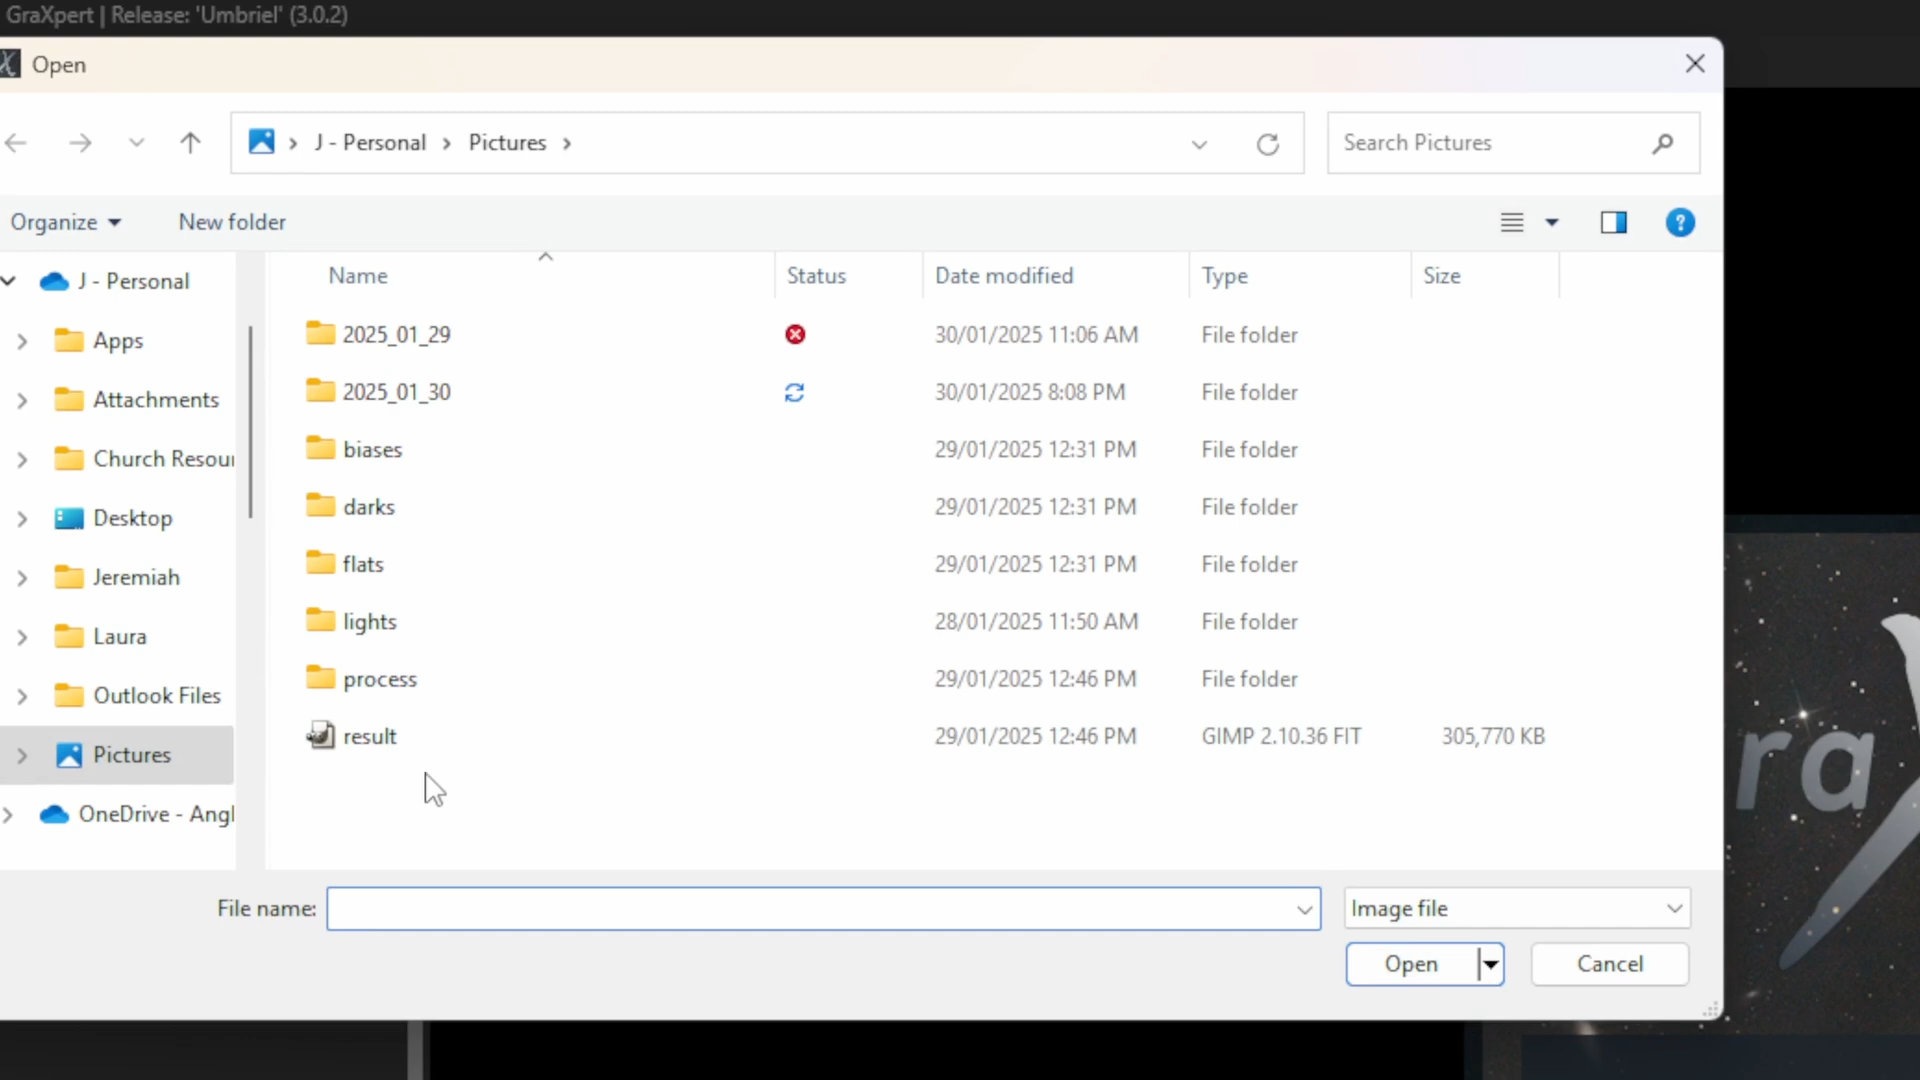 GraXpert | Release: 'Umbriel' (3.0.2)
Open
J - Personal > Pictures >
Search Pictures
Organize
New folder
Name Status Date modified Type Size
J - Personal
Apps
Attachments
Church Resour
Desktop
Jeremiah
Laura
Outlook Files
Pictures
OneDrive - Angl
2025_01_29 30/01/2025 11:06 AM File folder
2025_01_30 30/01/2025 8:08 PM File folder
biases 29/01/2025 12:31 PM File folder
darks 29/01/2025 12:31 PM File folder
flats 29/01/2025 12:31 PM File folder
lights 28/01/2025 11:50 AM File folder
process 29/01/2025 12:46 PM File folder
result 29/01/2025 12:46 PM GIMP 2.10.36 FIT 305,770 KB
File name:
Image file
Open
Cancel
ra